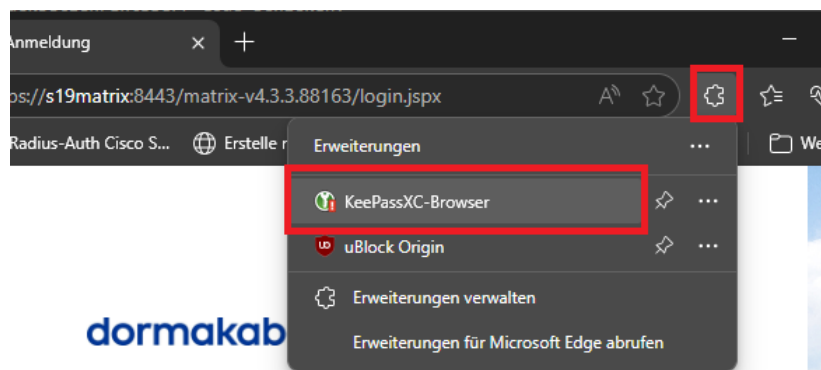 Anmeldung
ps://s19matrix:8443/matrix-v4.3.3.88163/login.jspx
Radius-Auth Cisco S... Erstelle r We
Erweiterungen
KeePassXC-Browser
uBlock Origin
Erweiterungen verwalten
dormakab
Erweiterungen für Microsoft Edge abrufen